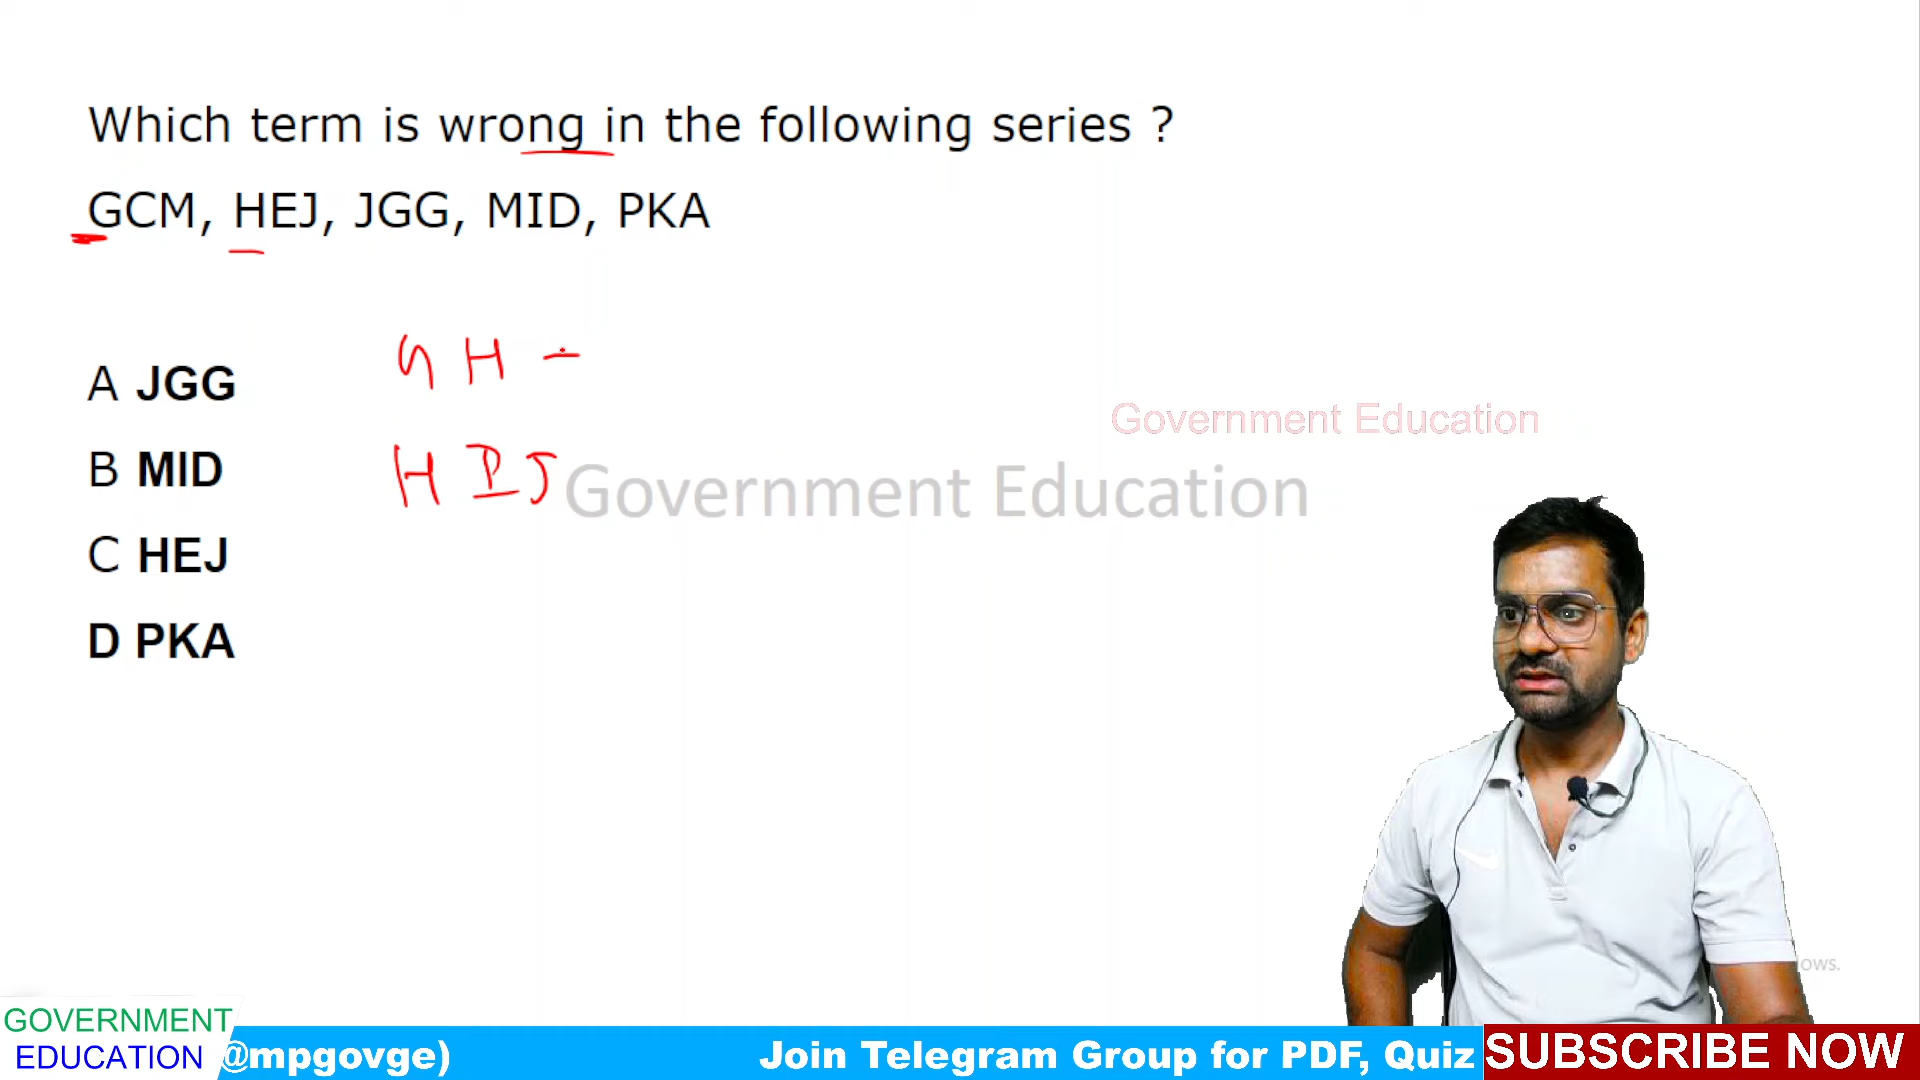 Which term is wrong in the following series ?
GCM, HEJ, JGG, MID, PKA
G H -
A JGG
Government Education
H I J
B MID
Government Education
C HEJ
D PKA
lows.
GOVERNMENT
EDUCATION
@mpgovge)
Join Telegram Group for PDF, Quiz
SUBSCRIBE NOW